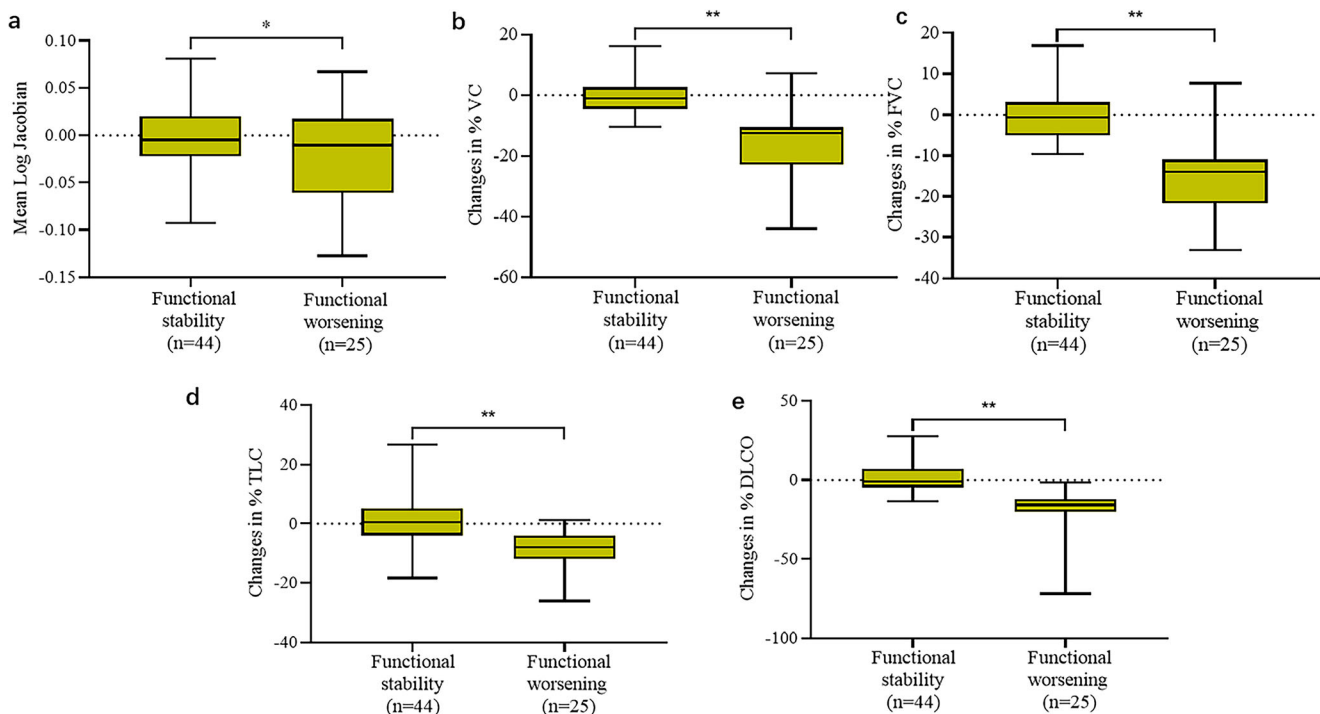 a
*
0.10
0.05
0.00
-0.05
-0.10
-0.15
Mean Log Jacobian
Functional
stability
(n=44)
Functional
worsening
(n=25)
b
**
20
0
-20
-40
-60
Changes in % VC
Functional
stability
(n=44)
Functional
worsening
(n=25)
c
**
20
10
0
-10
-20
-30
-40
Changes in % FVC
Functional
stability
(n=44)
Functional
worsening
(n=25)
d
**
40
20
0
-20
-40
Changes in % TLC
Functional
stability
(n=44)
Functional
worsening
(n=25)
e
**
50
0
-50
-100
Changes in % DLCO
Functional
stability
(n=44)
Functional
worsening
(n=25)